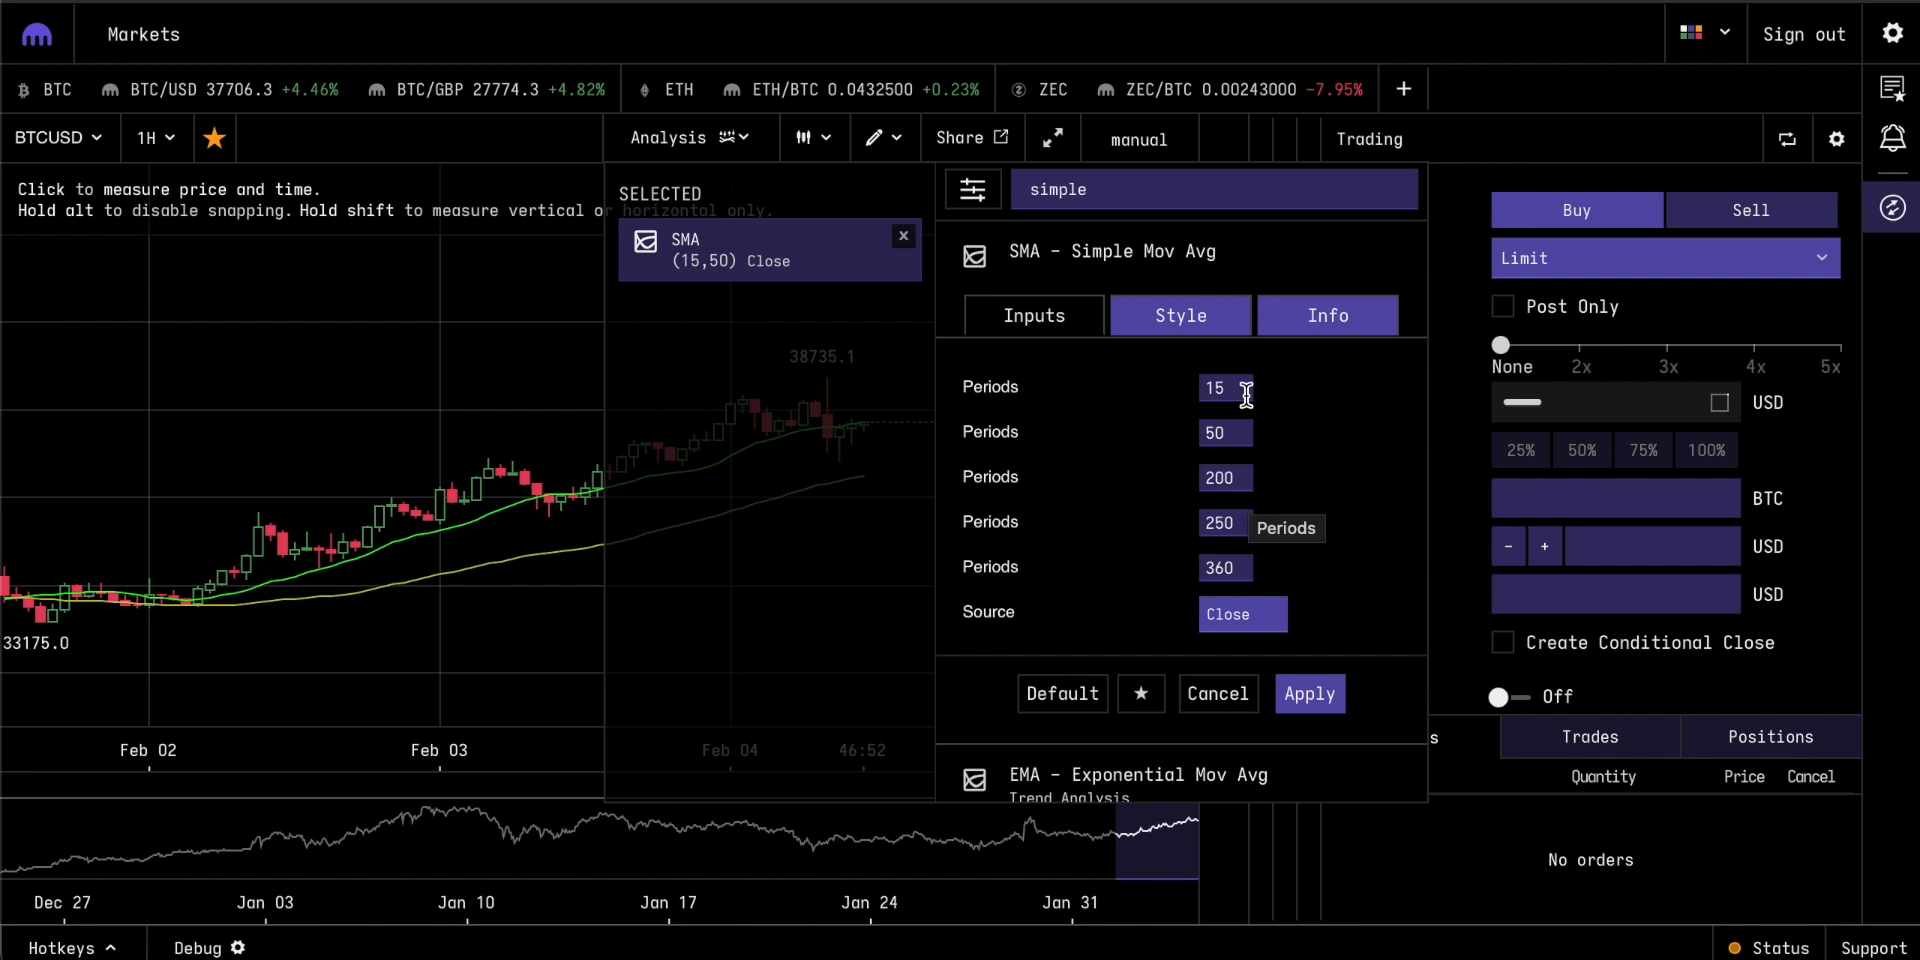 Markets
Sign out
BTC BTC/USD 37706.3 +4.46% BTC/GBP 27774.3 +4.82% ETH ETH/BTC 0.0432500 +0.23% ZEC ZEC/BTC 0.00243000 -7.95% +
BTCUSD 1H Analysis Share manual Trading
Click to measure price and time.
Hold alt to disable snapping. Hold shift to measure vertical or horizontal only.
38735.1
33175.0
Feb 02 Feb 03 Feb 04 46:52
SELECTED
SMA
(15,50) Close
x
simple
SMA - Simple Mov Avg
Inputs Style Info
Periods 15
Periods 50
Periods 200
Periods 250
Periods
Periods 360
Source Close
Default ★ Cancel Apply
EMA - Exponential Mov Avg
Trend Analysis
Buy Sell
Limit
Post Only
None 2x 3x 4x 5x
USD
25% 50% 75% 100%
BTC
- + USD
USD
Create Conditional Close
Off
s Trades Positions
Quantity Price Cancel
No orders
Dec 27 Jan 03 Jan 10 Jan 17 Jan 24 Jan 31
Hotkeys Debug Status Support